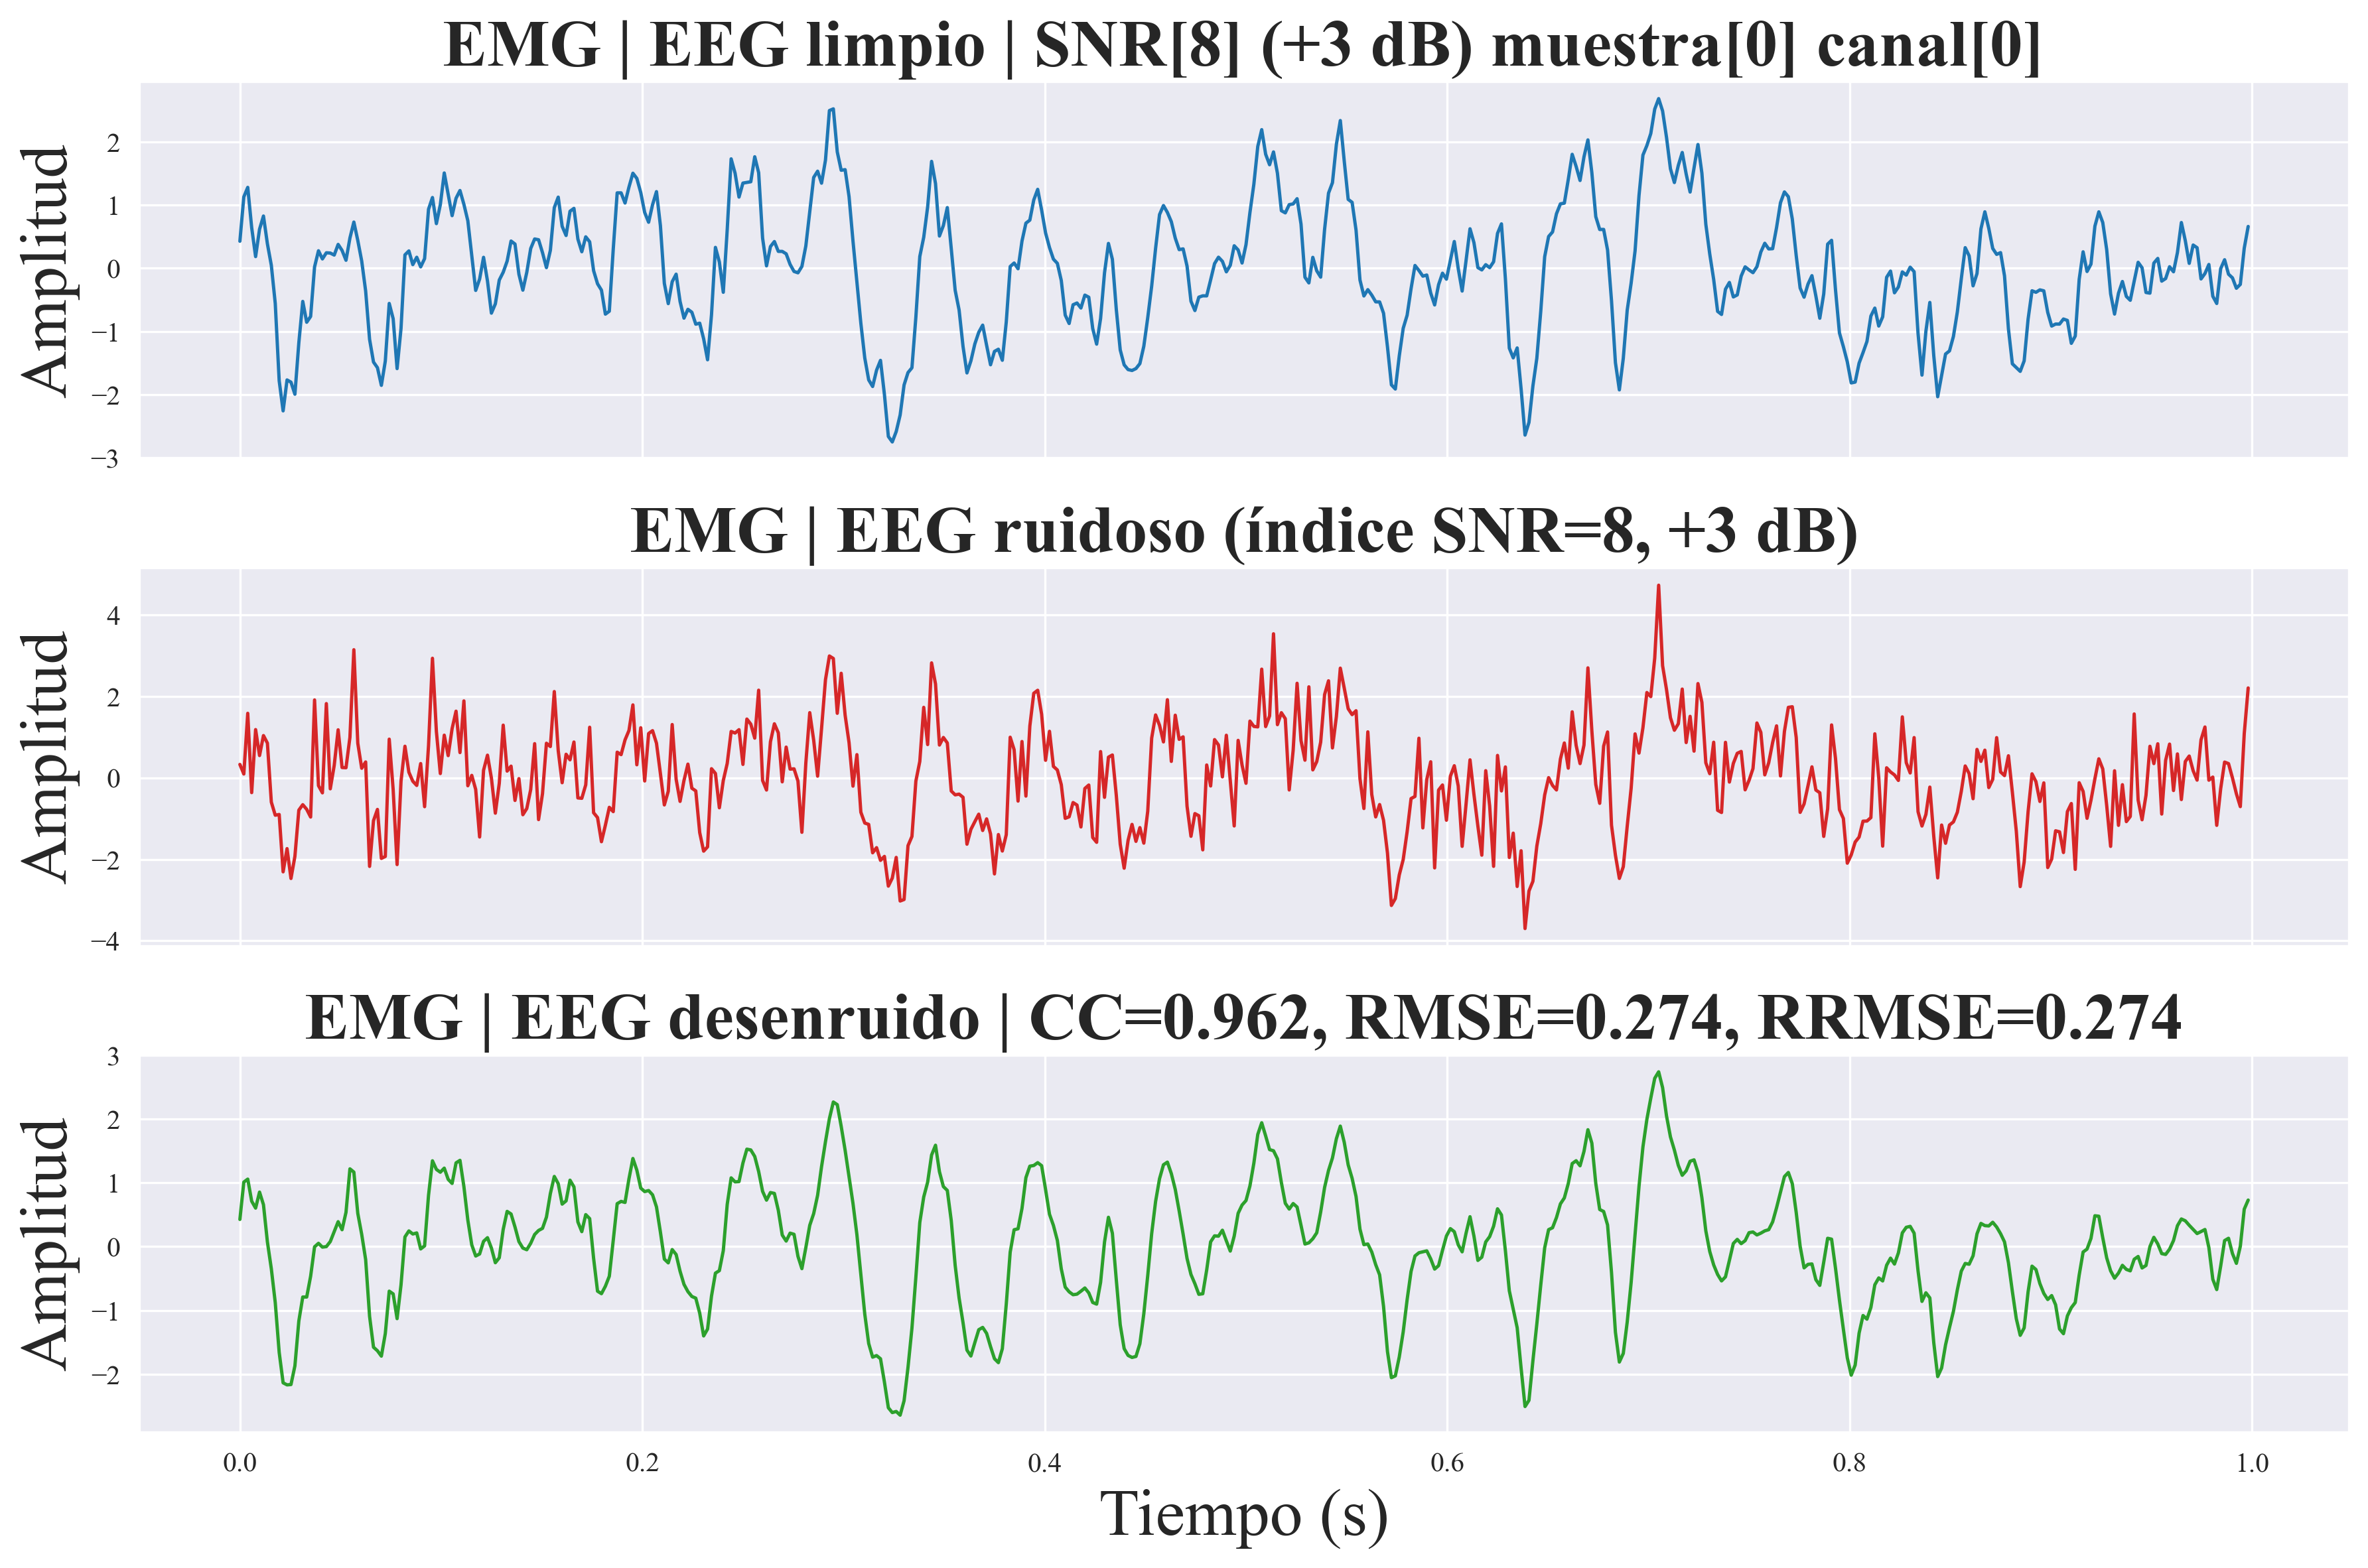 EMG | EEG limpio | SNR[8] (+3 dB) muestra[0] canal[0]
Amplitud
2
1
0
−1
−2
−3
EMG | EEG ruidoso (índice SNR=8, +3 dB)
Amplitud
4
2
0
−2
−4
EMG | EEG desenruido | CC=0.962, RMSE=0.274, RRMSE=0.274
Amplitud
3
2
1
0
−1
−2
0.0 0.2 0.4 0.6 0.8 1.0
Tiempo (s)